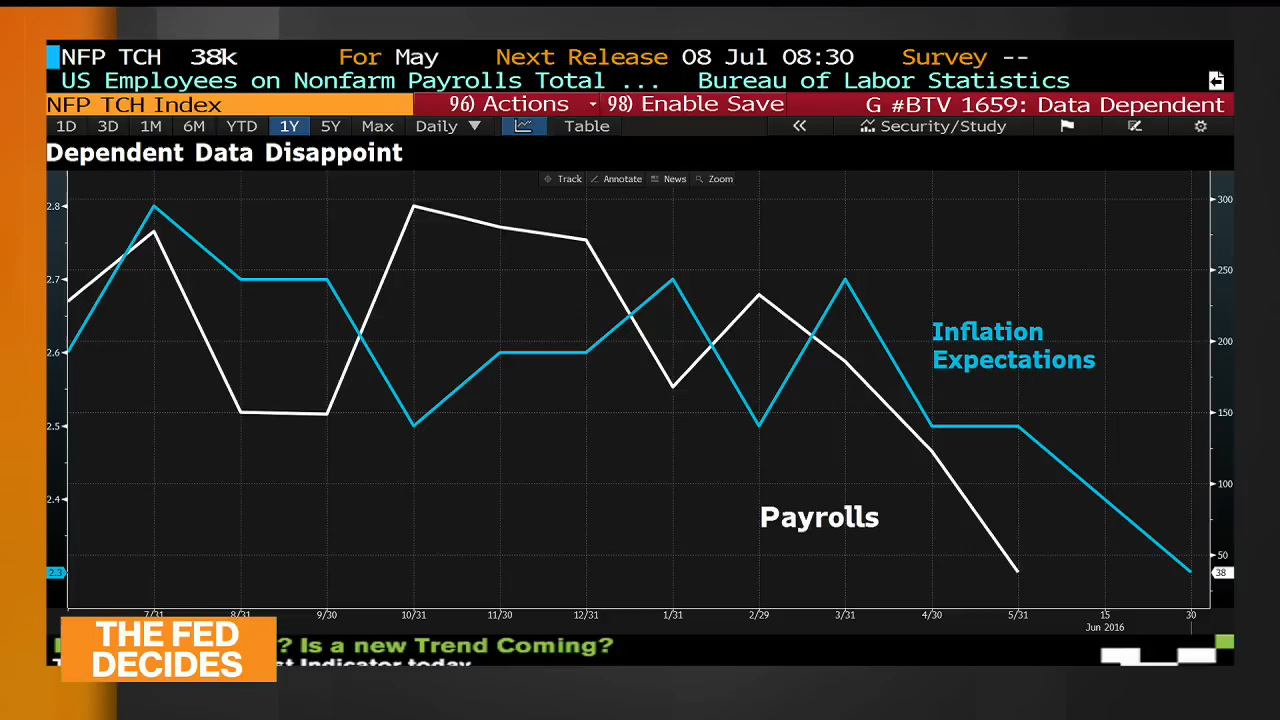 NFP TCH 38k For May Next Release 08 Jul 08:30 Survey --
US Employees on Nonfarm Payrolls Total ... Bureau of Labor Statistics
NFP TCH Index 96) Actions 98) Enable Save G #BTV 1659: Data Dependent
1D 3D 1M 6M YTD 1Y 5Y Max Daily Table « Security/Study
Dependent Data Disappoint
Track Annotate News Zoom
2.8 300
2.7 250
2.6 200
Inflation
Expectations
2.5 150
2.4 100
Payrolls
50
2.3 38
7/31 8/31 9/30 10/31 11/30 12/31 1/31 2/29 3/31 4/30 5/31 15 30
Jun 2016
THE FED
DECIDES
? Is a new Trend Coming?
st Indicator today